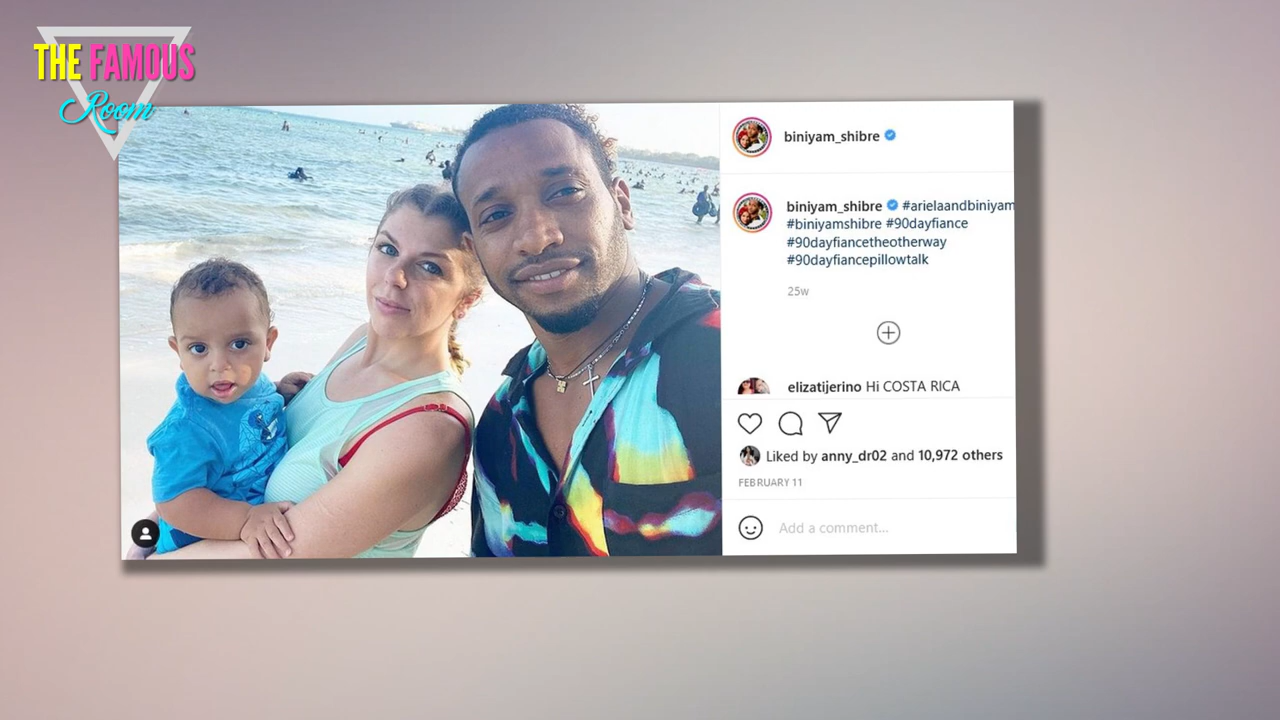 THE FAMOUS
Room
biniyam_shibre
biniyam_shibre #arielaandbiniyam
#biniyamshibre #90dayfiance
#90dayfiancetheotherway
#90dayfiancepillowtalk
25w
elizatijerino Hi COSTA RICA
Liked by anny_dr02 and 10,972 others
FEBRUARY 11
Add a comment...